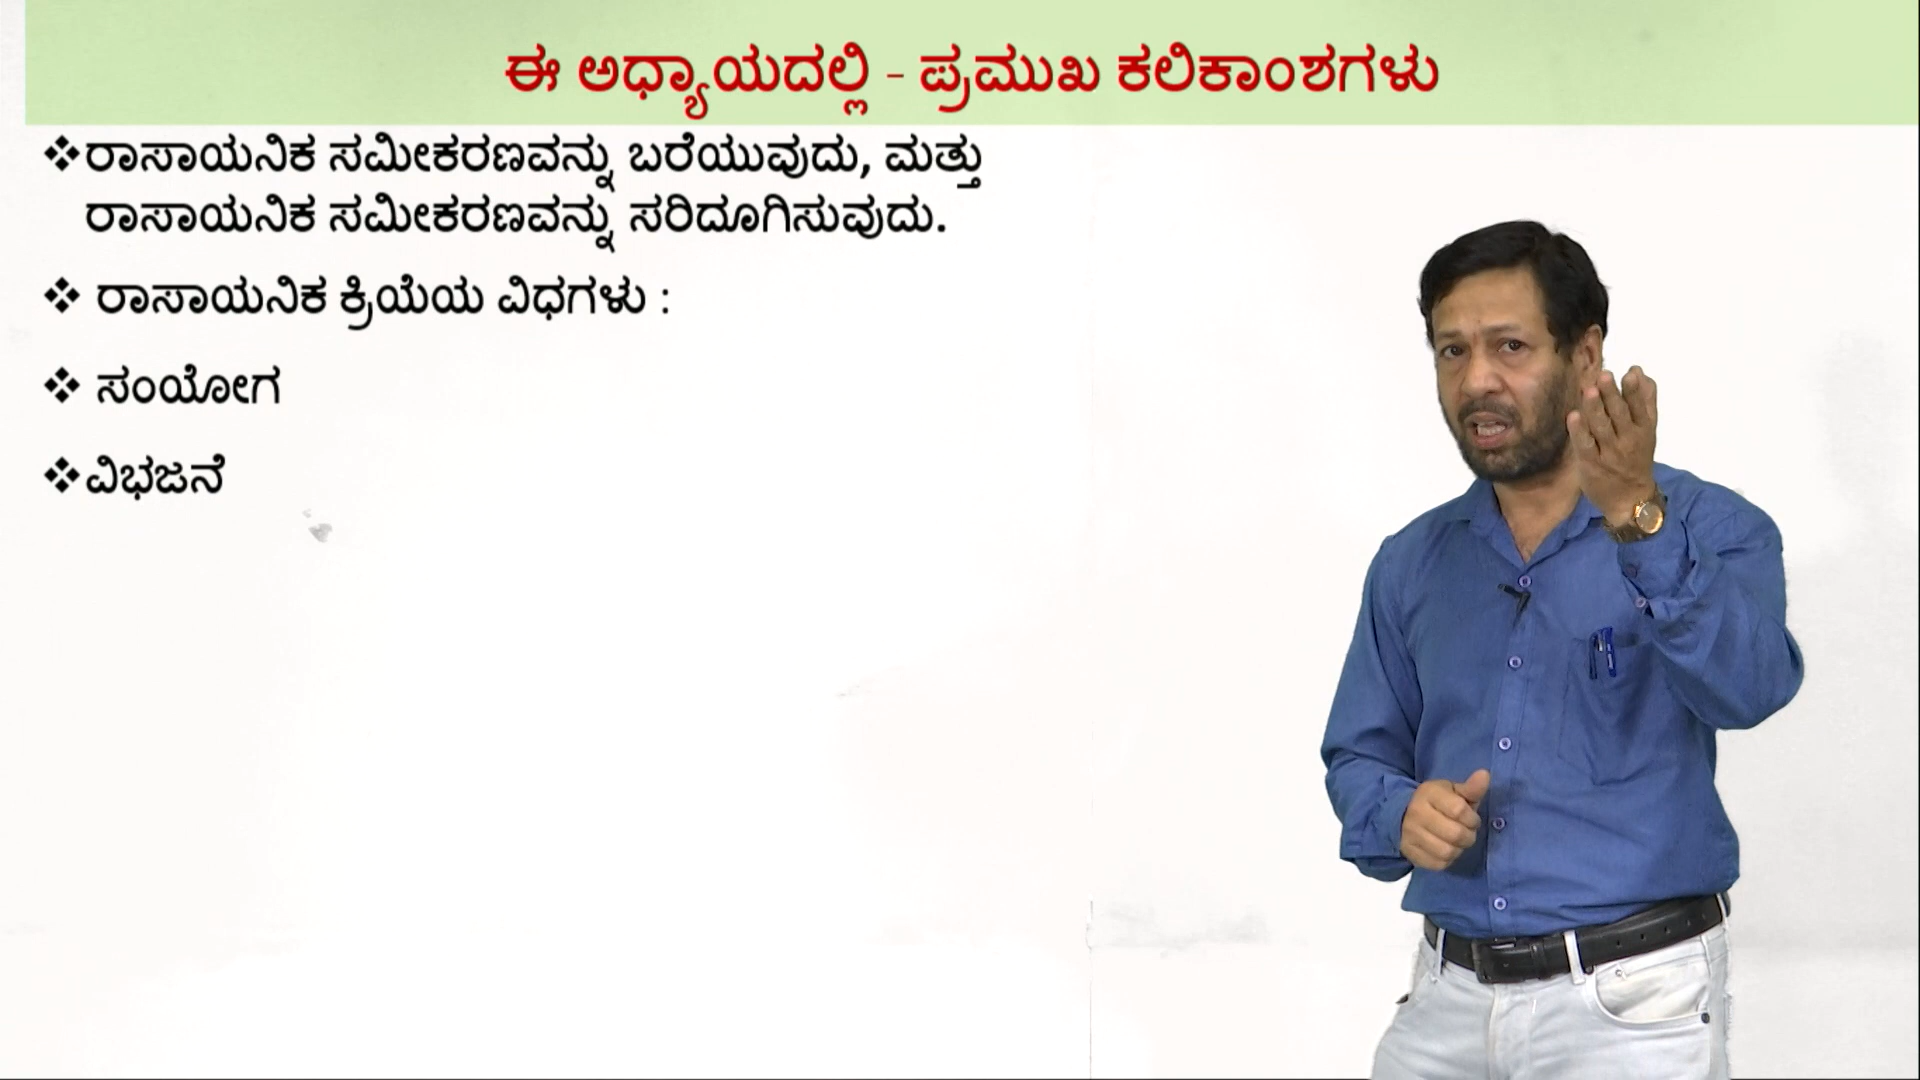 ಈ ಅಧ್ಯಾಯದಲ್ಲಿ - ಪ್ರಮುಖ ಕಲಿಕಾಂಶಗಳು
❖ರಾಸಾಯನಿಕ ಸಮೀಕರಣವನ್ನು ಬರೆಯುವುದು, ಮತ್ತು
ರಾಸಾಯನಿಕ ಸಮೀಕರಣವನ್ನು ಸರಿದೂಗಿಸುವುದು.
❖ ರಾಸಾಯನಿಕ ಕ್ರಿಯೆಯ ವಿಧಗಳು :
❖ ಸಂಯೋಗ
❖ವಿಭಜನೆ